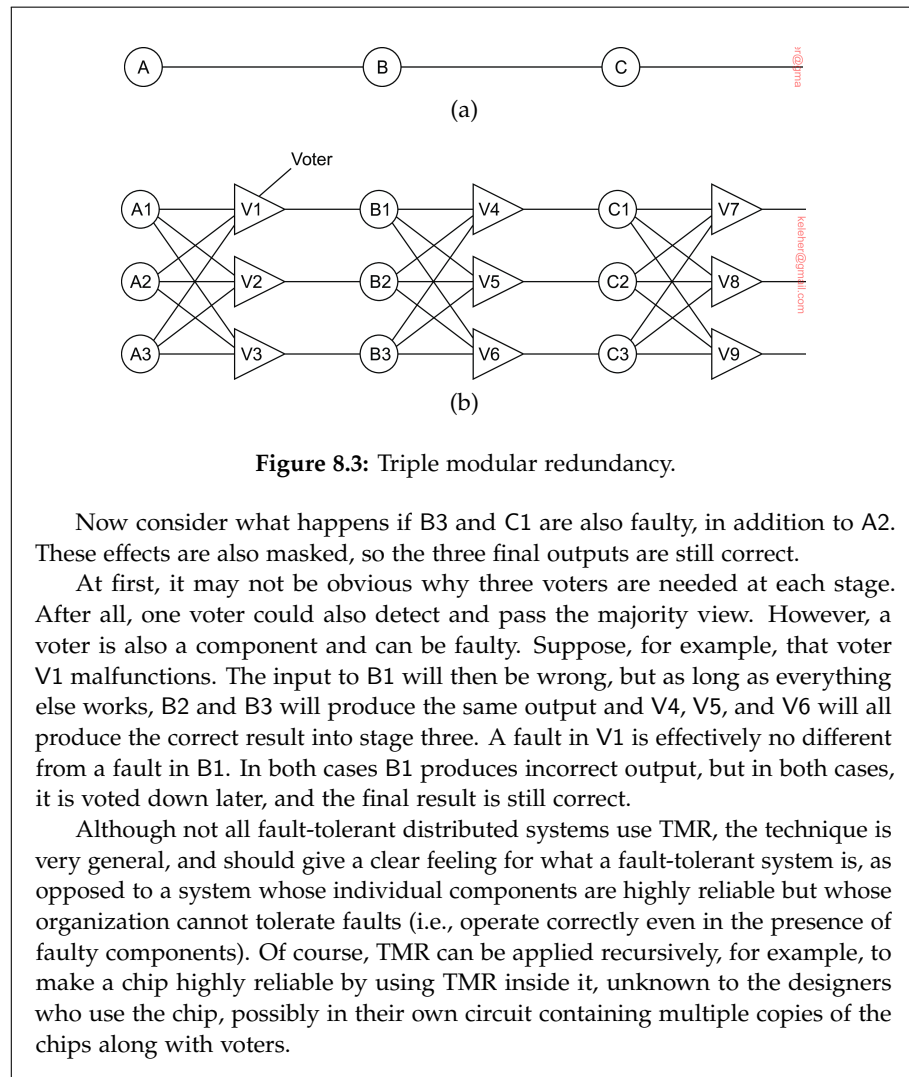 A B C
er@gma
(a)
Voter
A1 V1 B1 V4 C1 V7
A2 V2 B2 V5 C2 V8
keleher@gmail.com
A3 V3 B3 V6 C3 V9
(b)
Figure 8.3: Triple modular redundancy.
Now consider what happens if B3 and C1 are also faulty, in addition to A2.
These effects are also masked, so the three final outputs are still correct.
At first, it may not be obvious why three voters are needed at each stage.
After all, one voter could also detect and pass the majority view. However, a
voter is also a component and can be faulty. Suppose, for example, that voter
V1 malfunctions. The input to B1 will then be wrong, but as long as everything
else works, B2 and B3 will produce the same output and V4, V5, and V6 will all
produce the correct result into stage three. A fault in V1 is effectively no different
from a fault in B1. In both cases B1 produces incorrect output, but in both cases,
it is voted down later, and the final result is still correct.
Although not all fault-tolerant distributed systems use TMR, the technique is
very general, and should give a clear feeling for what a fault-tolerant system is, as
opposed to a system whose individual components are highly reliable but whose
organization cannot tolerate faults (i.e., operate correctly even in the presence of
faulty components). Of course, TMR can be applied recursively, for example, to
make a chip highly reliable by using TMR inside it, unknown to the designers
who use the chip, possibly in their own circuit containing multiple copies of the
chips along with voters.